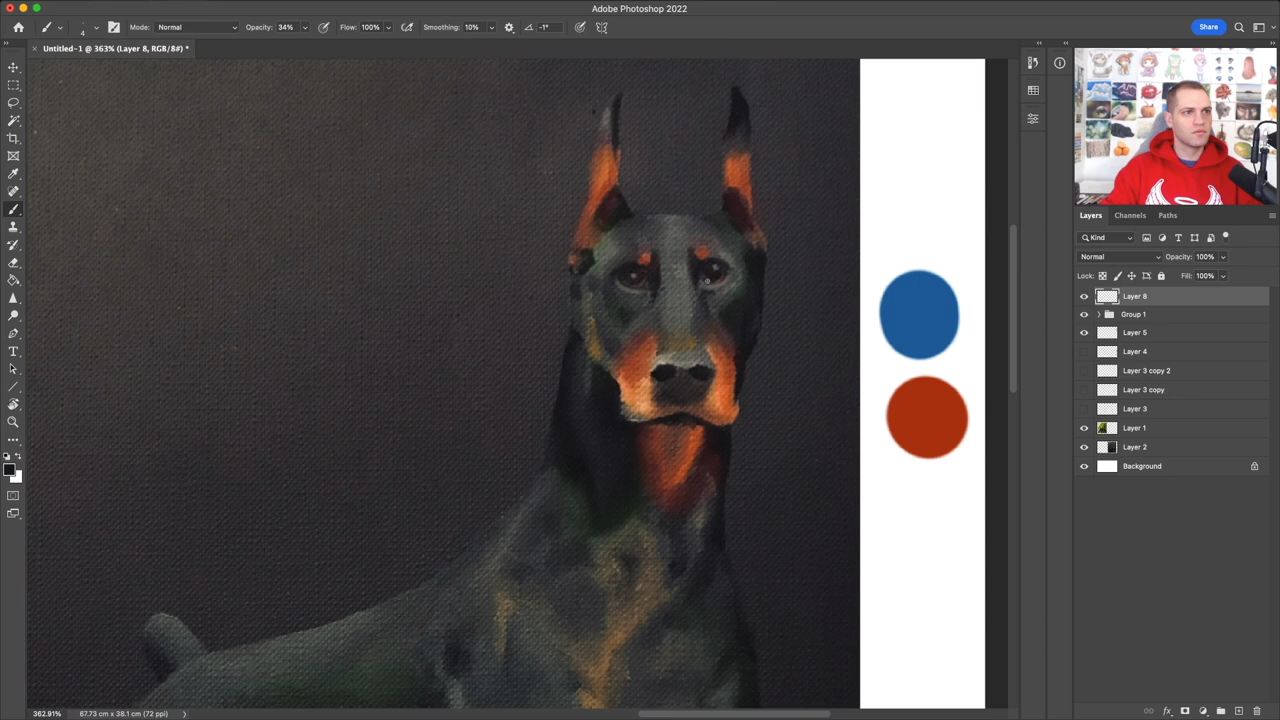 Adobe Photoshop 2022
4 Mode: Normal Opacity: 34% Flow: 100% Smoothing: 10% -1° Share
Untitled-1 @ 363% (Layer 8, RGB/8#) *
Layers Channels Paths
Kind
Normal Opacity: 100%
Lock: Fill: 100%
Layer 8
Group 1
Layer 5
Layer 4
Layer 3 copy 2
Layer 3 copy
Layer 3
Layer 1
Layer 2
Background
fx
362.91% 67.73 cm x 38.1 cm (72 ppi)